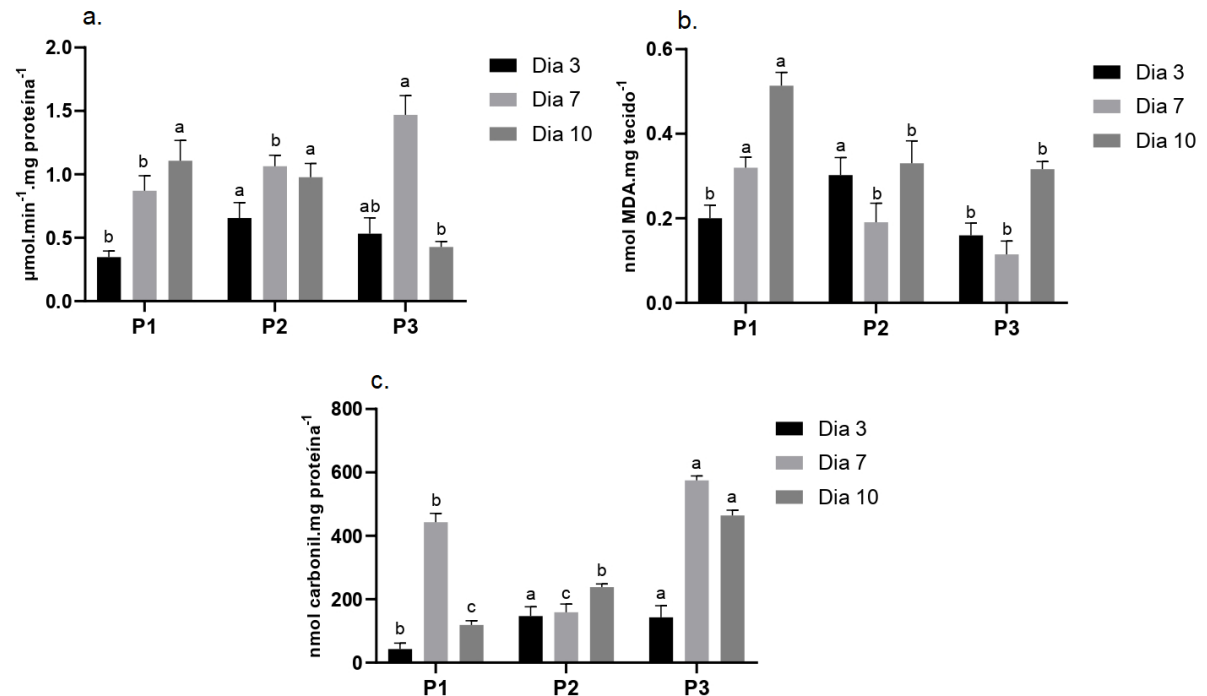 a.
µmol.min⁻¹.mg proteína⁻¹
2.0
1.5
1.0
0.5
0.0
b b a
a b a
ab a b
P1 P2 P3
Dia 3
Dia 7
Dia 10
b.
nmol MDA.mg tecido⁻¹
0.6
0.4
0.2
0.0
b a a
a b b
b b b
P1 P2 P3
Dia 3
Dia 7
Dia 10
c.
nmol carbonil.mg proteína⁻¹
800
600
400
200
0
b b c
a c b
a a a
P1 P2 P3
Dia 3
Dia 7
Dia 10